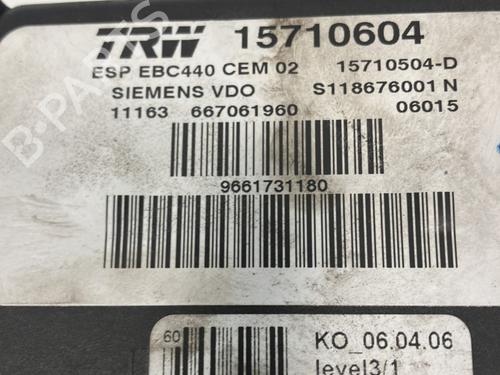 TRW 15710604
ESP EBC440 CEM 02 15710504-D
SIEMENS VDO S118676001 N
11163 667061960 06015
9661731180
60
KO_06.04.06
level3/1
B-PARTS